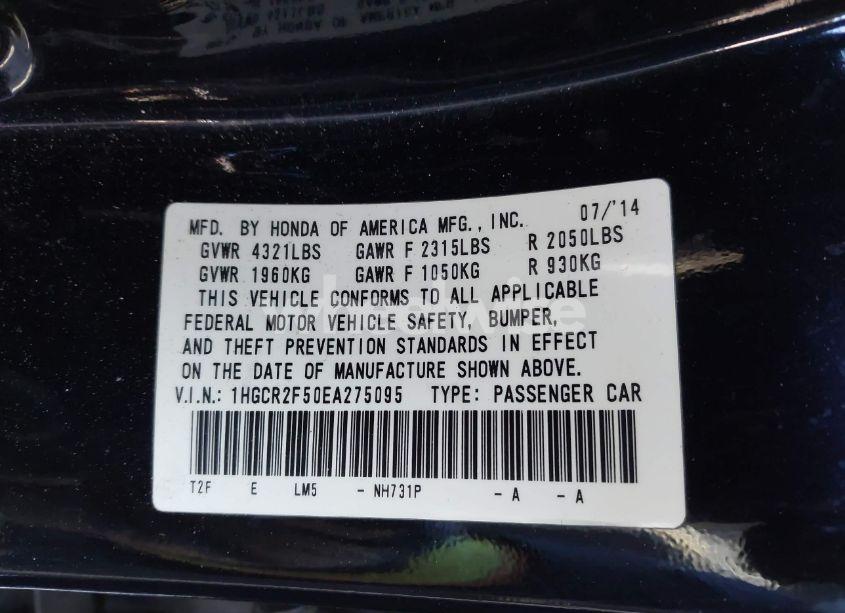 MFD. BY HONDA OF AMERICA MFG., INC. 07/'14
GVWR 4321LBS GAWR F 2315LBS R 2050LBS
GVWR 1960KG GAWR F 1050KG R 930KG
THIS VEHICLE CONFORMS TO ALL APPLICABLE
FEDERAL MOTOR VEHICLE SAFETY, BUMPER,
AND THEFT PREVENTION STANDARDS IN EFFECT
ON THE DATE OF MANUFACTURE SHOWN ABOVE.
V.I.N.: 1HGCR2F50EA275095 TYPE: PASSENGER CAR
T2F E LM5 - NH731P - A - A